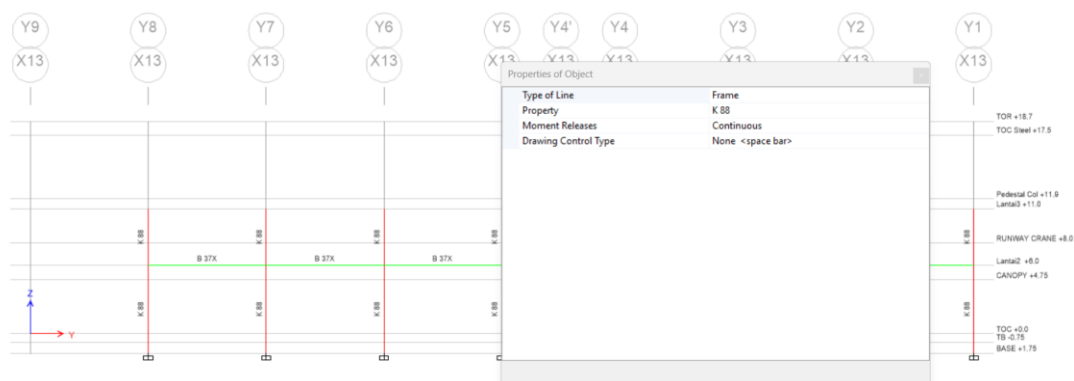 Y9 Y8 Y7 Y6 Y5 Y4' Y4 Y3 Y2 Y1
X13 X13 X13 X13 X13 X13 X13 X13 X13 X13
Properties of Object
Type of Line Frame
Property K 88
Moment Releases Continuous
Drawing Control Type None <space bar>
TOR +18.7
TOC Steel +17.5
Pedestal Col +11.9
Lantai3 +11.0
K 88 K 88 K 88 K 88 K 88
RUNWAY CRANE +8.0
B 37X B 37X B 37X
Lantai2 +6.0
CANOPY +4.75
Z
K 88 K 88 K 88 K 88 K 88
Y
TOC +0.0
TB -0.75
BASE +1.75